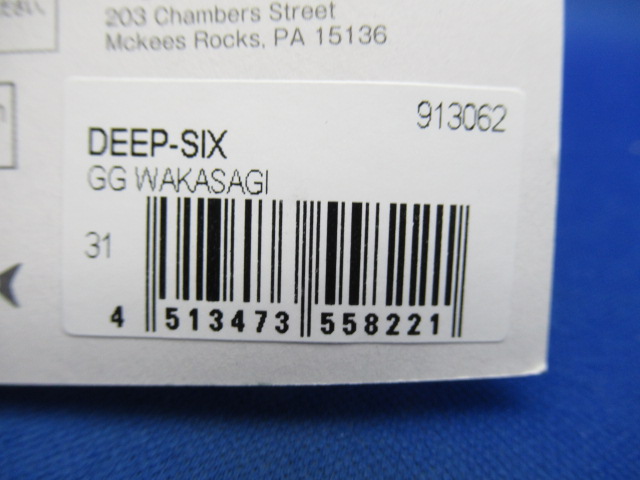 203 Chambers Street
Mckees Rocks, PA 15136
913062
DEEP-SIX
GG WAKASAGI
31
4 513473 558221